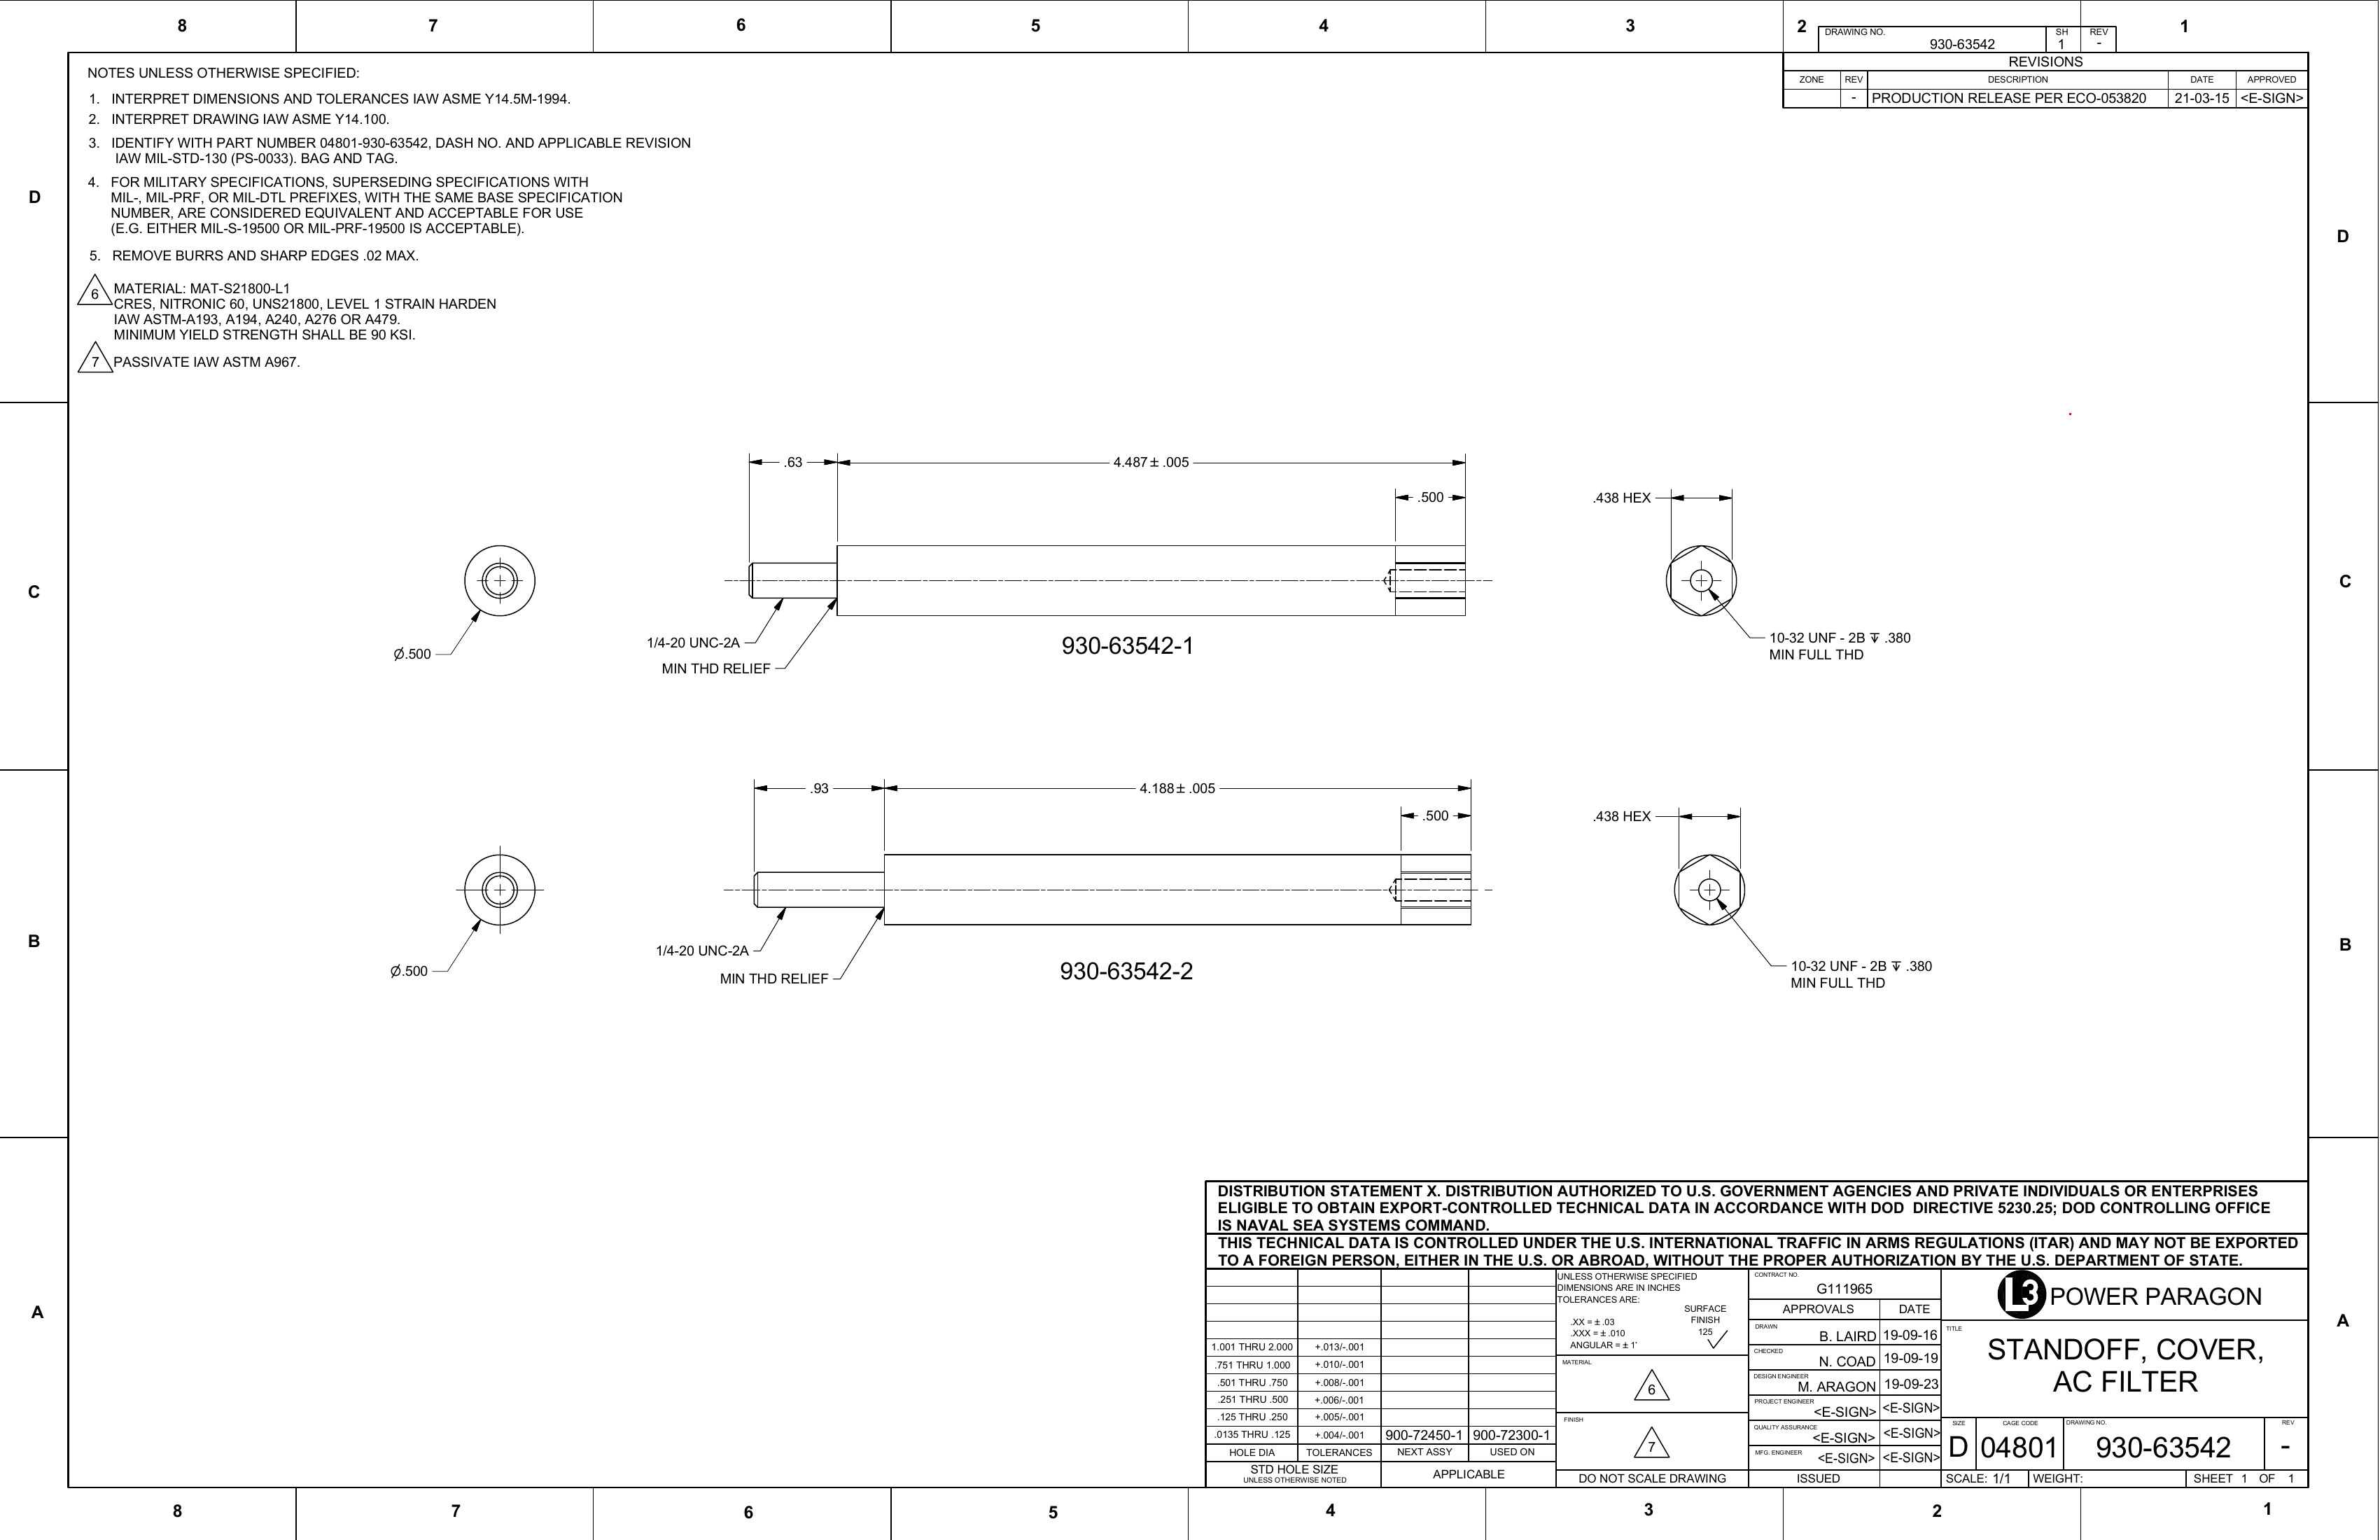 8 7 6 5 4 3 2 1
DRAWING NO. 930-63542 SH 1 REV -
REVISIONS
ZONE REV DESCRIPTION DATE APPROVED
- PRODUCTION RELEASE PER ECO-053820 21-03-15 <E-SIGN>
NOTES UNLESS OTHERWISE SPECIFIED:
1. INTERPRET DIMENSIONS AND TOLERANCES IAW ASME Y14.5M-1994.
2. INTERPRET DRAWING IAW ASME Y14.100.
3. IDENTIFY WITH PART NUMBER 04801-930-63542, DASH NO. AND APPLICABLE REVISION
IAW MIL-STD-130 (PS-0033). BAG AND TAG.
4. FOR MILITARY SPECIFICATIONS, SUPERSEDING SPECIFICATIONS WITH
MIL-, MIL-PRF, OR MIL-DTL PREFIXES, WITH THE SAME BASE SPECIFICATION
NUMBER, ARE CONSIDERED EQUIVALENT AND ACCEPTABLE FOR USE
(E.G. EITHER MIL-S-19500 OR MIL-PRF-19500 IS ACCEPTABLE).
5. REMOVE BURRS AND SHARP EDGES .02 MAX.
6 MATERIAL: MAT-S21800-L1
CRES, NITRONIC 60, UNS21800, LEVEL 1 STRAIN HARDEN
IAW ASTM-A193, A194, A240, A276 OR A479.
MINIMUM YIELD STRENGTH SHALL BE 90 KSI.
7 PASSIVATE IAW ASTM A967.
D D
.63 4.487± .005
.500 .438 HEX
C C
Ø.500
1/4-20 UNC-2A
MIN THD RELIEF
930-63542-1
10-32 UNF - 2B ↧ .380
MIN FULL THD
.93 4.188± .005
.500 .438 HEX
B B
Ø.500
1/4-20 UNC-2A
MIN THD RELIEF
930-63542-2
10-32 UNF - 2B ↧ .380
MIN FULL THD
DISTRIBUTION STATEMENT X. DISTRIBUTION AUTHORIZED TO U.S. GOVERNMENT AGENCIES AND PRIVATE INDIVIDUALS OR ENTERPRISES
ELIGIBLE TO OBTAIN EXPORT-CONTROLLED TECHNICAL DATA IN ACCORDANCE WITH DOD DIRECTIVE 5230.25; DOD CONTROLLING OFFICE
IS NAVAL SEA SYSTEMS COMMAND.
THIS TECHNICAL DATA IS CONTROLLED UNDER THE U.S. INTERNATIONAL TRAFFIC IN ARMS REGULATIONS (ITAR) AND MAY NOT BE EXPORTED
TO A FOREIGN PERSON, EITHER IN THE U.S. OR ABROAD, WITHOUT THE PROPER AUTHORIZATION BY THE U.S. DEPARTMENT OF STATE.
A A
1.001 THRU 2.000 +.013/-.001
.751 THRU 1.000 +.010/-.001
.501 THRU .750 +.008/-.001
.251 THRU .500 +.006/-.001
.125 THRU .250 +.005/-.001
.0135 THRU .125 +.004/-.001 900-72450-1 900-72300-1
HOLE DIA TOLERANCES NEXT ASSY USED ON
STD HOLE SIZE
UNLESS OTHERWISE NOTED
APPLICABLE
UNLESS OTHERWISE SPECIFIED
DIMENSIONS ARE IN INCHES
TOLERANCES ARE:
.XX = ± .03
.XXX = ± .010
ANGULAR = ± 1'
SURFACE
FINISH
125
MATERIAL
6
FINISH
7
DO NOT SCALE DRAWING
CONTRACT NO.
G111965
APPROVALS DATE
DRAWN B. LAIRD 19-09-16
CHECKED N. COAD 19-09-19
DESIGN ENGINEER M. ARAGON 19-09-23
PROJECT ENGINEER <E-SIGN> <E-SIGN>
QUALITY ASSURANCE <E-SIGN> <E-SIGN>
MFG. ENGINEER <E-SIGN> <E-SIGN>
ISSUED
L3 POWER PARAGON
TITLE
STANDOFF, COVER,
AC FILTER
SIZE D CAGE CODE 04801 DRAWING NO. 930-63542 REV -
SCALE: 1/1 WEIGHT: SHEET 1 OF 1
8 7 6 5 4 3 2 1